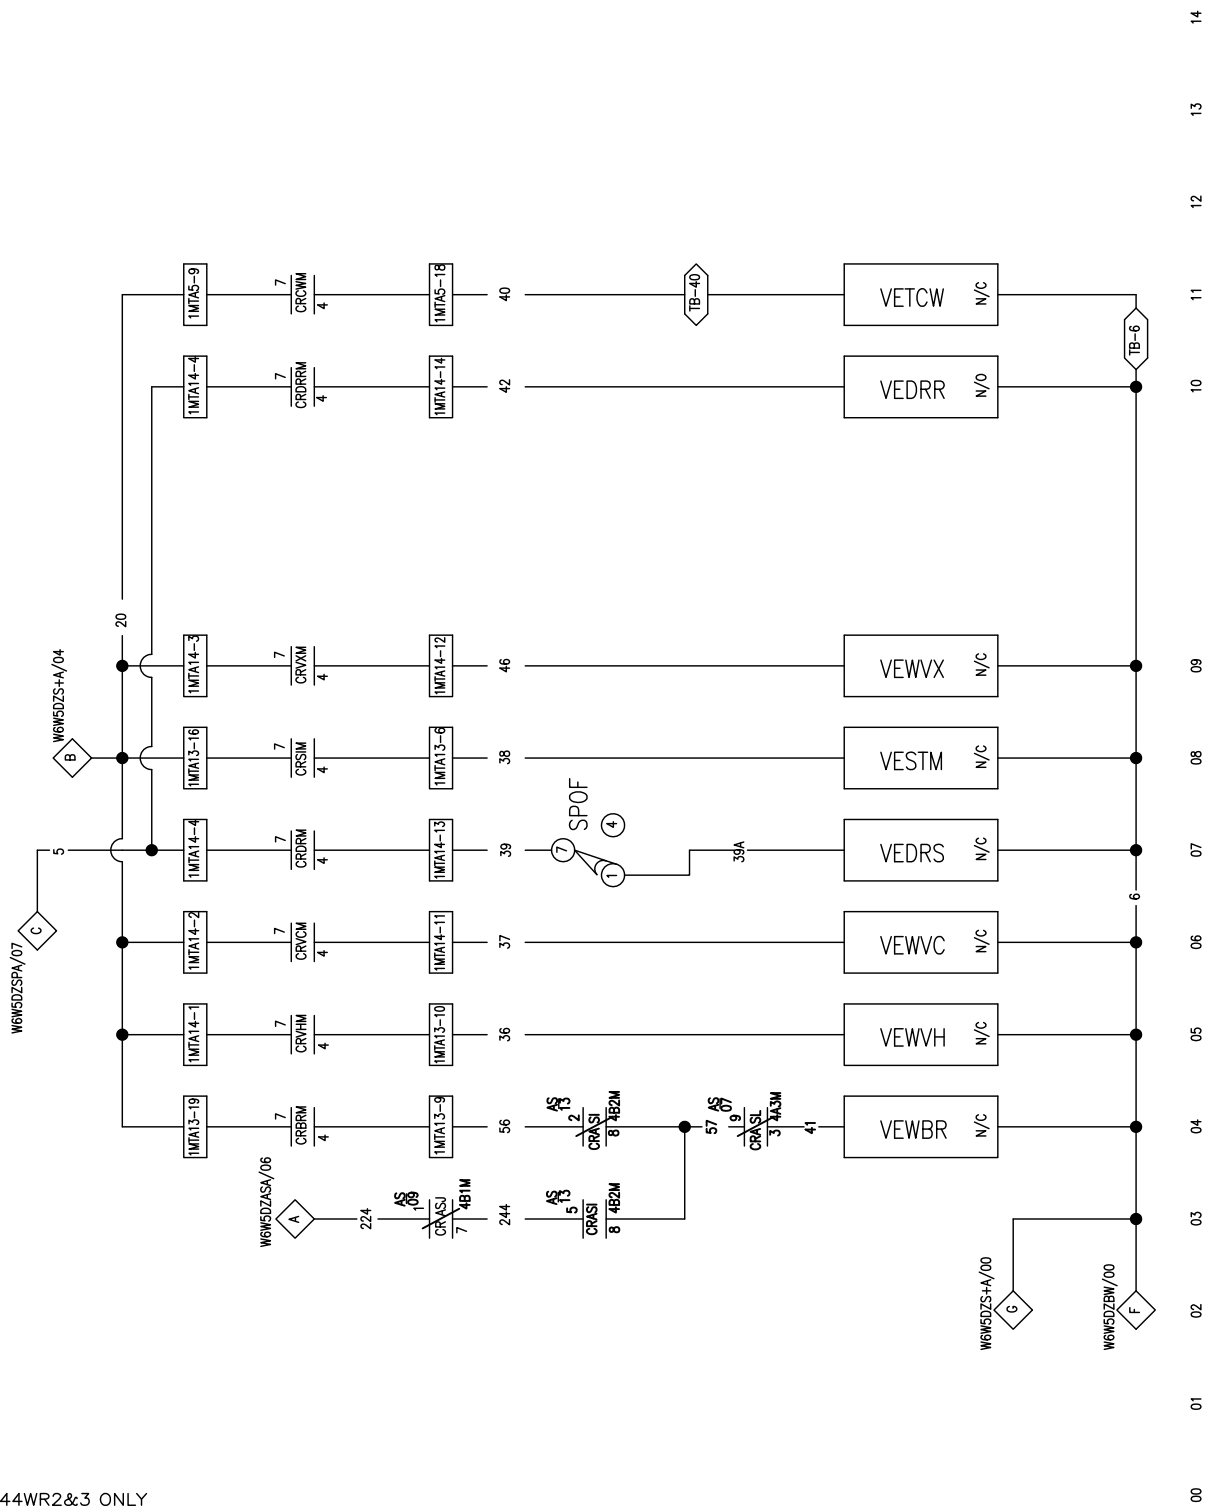 14
13
12
11
10
09
08
07
06
05
04
03
02
01
00
1MTA5-9
7
CRCWM
4
1MTA5-18
40
TB-40
VETCW
N/C
TB-6
1MTA14-4
7
CRDRRM
4
1MTA14-14
42
VEDRR
N/O
20
W6W5DZS+A/04
B
1MTA14-3
7
CRVXM
4
1MTA14-12
46
VEWVX
N/C
1MTA13-16
7
CRSIM
4
1MTA13-6
38
VESTM
N/C
W6W5DZSPA/07
C
5
1MTA14-4
7
CRDRM
4
1MTA14-13
39
7
SPOF
4
1
39A
VEDRS
N/C
6
1MTA14-2
7
CRVCM
4
1MTA14-11
37
VEWVC
N/C
1MTA14-1
7
CRVHM
4
1MTA13-10
36
VEWVH
N/C
1MTA13-19
7
CRBRM
4
1MTA13-9
56
AS
13
2
CRASI
8
4B2M
57
AS
07
9
CRASL
3
4A3M
41
VEWBR
N/C
W6W5DZASA/06
A
224
AS
09
1
CRASJ
7
4B1M
244
AS
13
5
CRASI
8
4B2M
W6W5DZS+A/00
G
W6W5DZBW/00
F
44WR2&3 ONLY